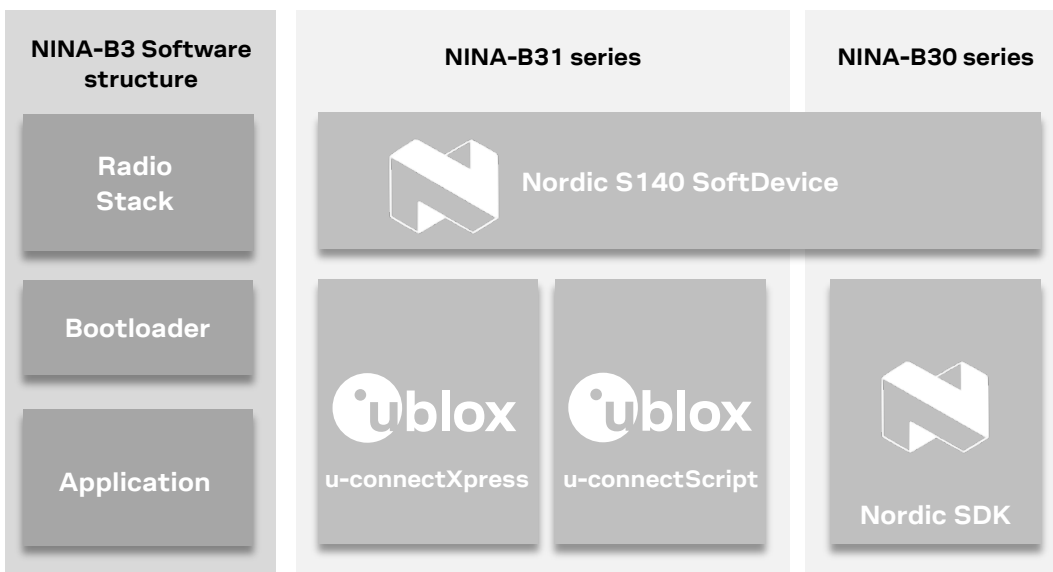 NINA-B3 Software
structure
Radio
Stack
Bootloader
Application
NINA-B31 series
NINA-B30 series
Nordic S140 SoftDevice
ublox
u-connectXpress
ublox
u-connectScript
Nordic SDK